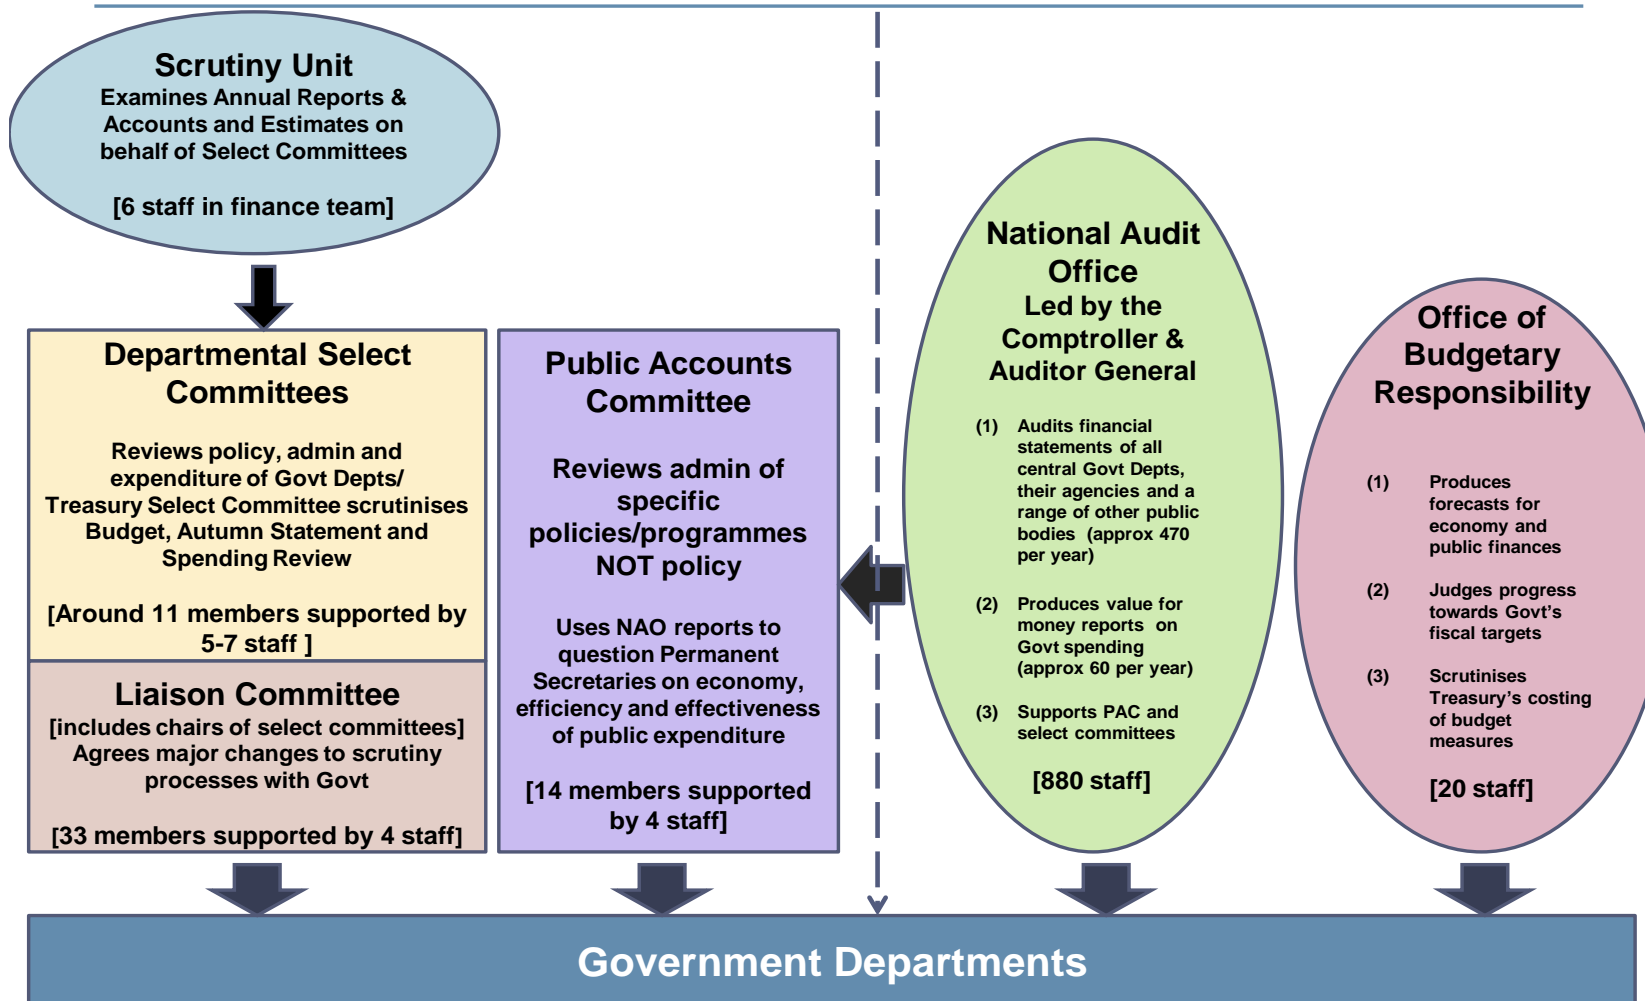 Scrutiny Unit
Examines Annual Reports &
Accounts and Estimates on
behalf of Select Committees
[6 staff in finance team]
Departmental Select
Committees
Reviews policy, admin and
expenditure of Govt Depts/
Treasury Select Committee scrutinises
Budget, Autumn Statement and
Spending Review
[Around 11 members supported by
5-7 staff ]
Liaison Committee
[includes chairs of select committees]
Agrees major changes to scrutiny
processes with Govt
[33 members supported by 4 staff]
Public Accounts
Committee
Reviews admin of
specific
policies/programmes
NOT policy
Uses NAO reports to
question Permanent
Secretaries on economy,
efficiency and effectiveness
of public expenditure
[14 members supported
by 4 staff]
National Audit
Office
Led by the
Comptroller &
Auditor General
(1) Audits financial
statements of all
central Govt Depts,
their agencies and a
range of other public
bodies (approx 470
per year)
(2) Produces value for
money reports on
Govt spending
(approx 60 per year)
(3) Supports PAC and
select committees
[880 staff]
Office of
Budgetary
Responsibility
(1) Produces
forecasts for
economy and
public finances
(2) Judges progress
towards Govt's
fiscal targets
(3) Scrutinises
Treasury's costing
of budget
measures
[20 staff]
Government Departments